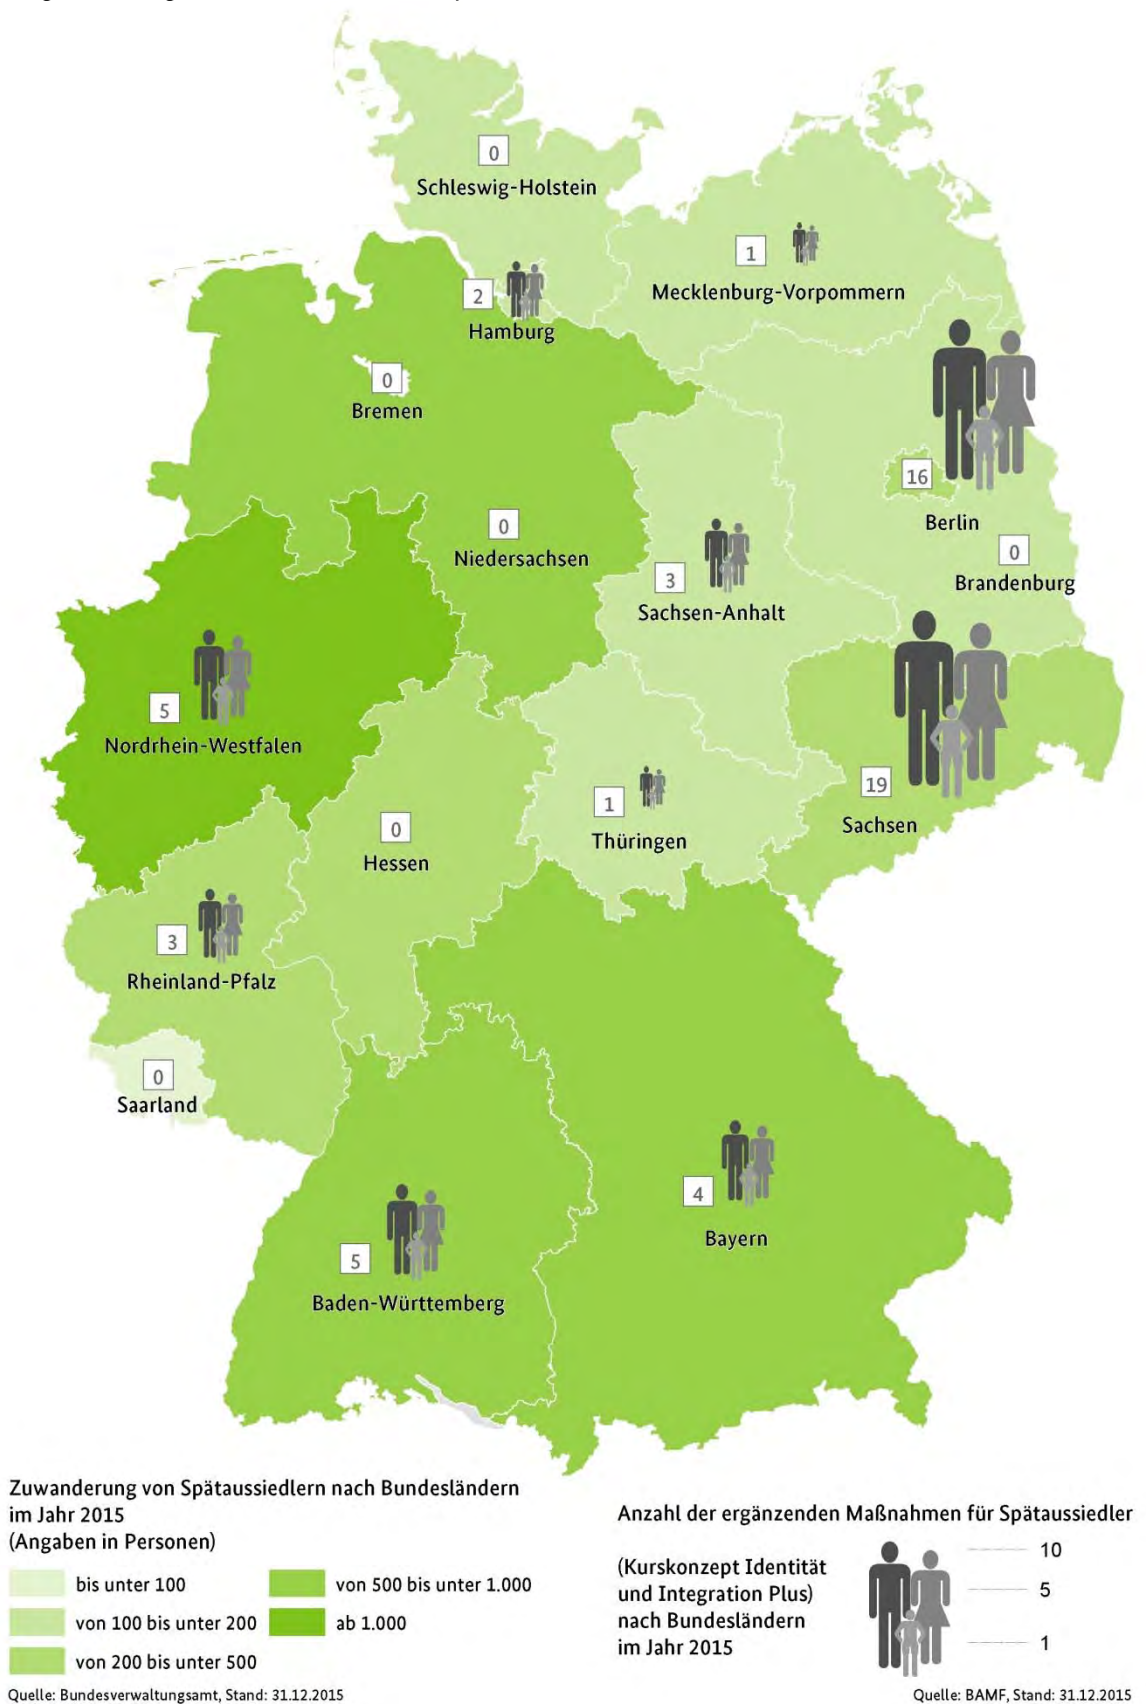 0
Schleswig-Holstein
1
Mecklenburg-Vorpommern
2
Hamburg
0
Bremen
16
Berlin
0
Niedersachsen
0
Brandenburg
3
Sachsen-Anhalt
5
Nordrhein-Westfalen
19
Sachsen
1
Thüringen
0
Hessen
3
Rheinland-Pfalz
0
Saarland
4
Bayern
5
Baden-Württemberg
Zuwanderung von Spätaussiedlern nach Bundesländern
im Jahr 2015
(Angaben in Personen)
bis unter 100
von 100 bis unter 200
von 200 bis unter 500
von 500 bis unter 1.000
ab 1.000
Quelle: Bundesverwaltungsamt, Stand: 31.12.2015
Anzahl der ergänzenden Maßnahmen für Spätaussiedler
(Kurskonzept Identität
und Integration Plus)
nach Bundesländern
im Jahr 2015
10
5
1
Quelle: BAMF, Stand: 31.12.2015